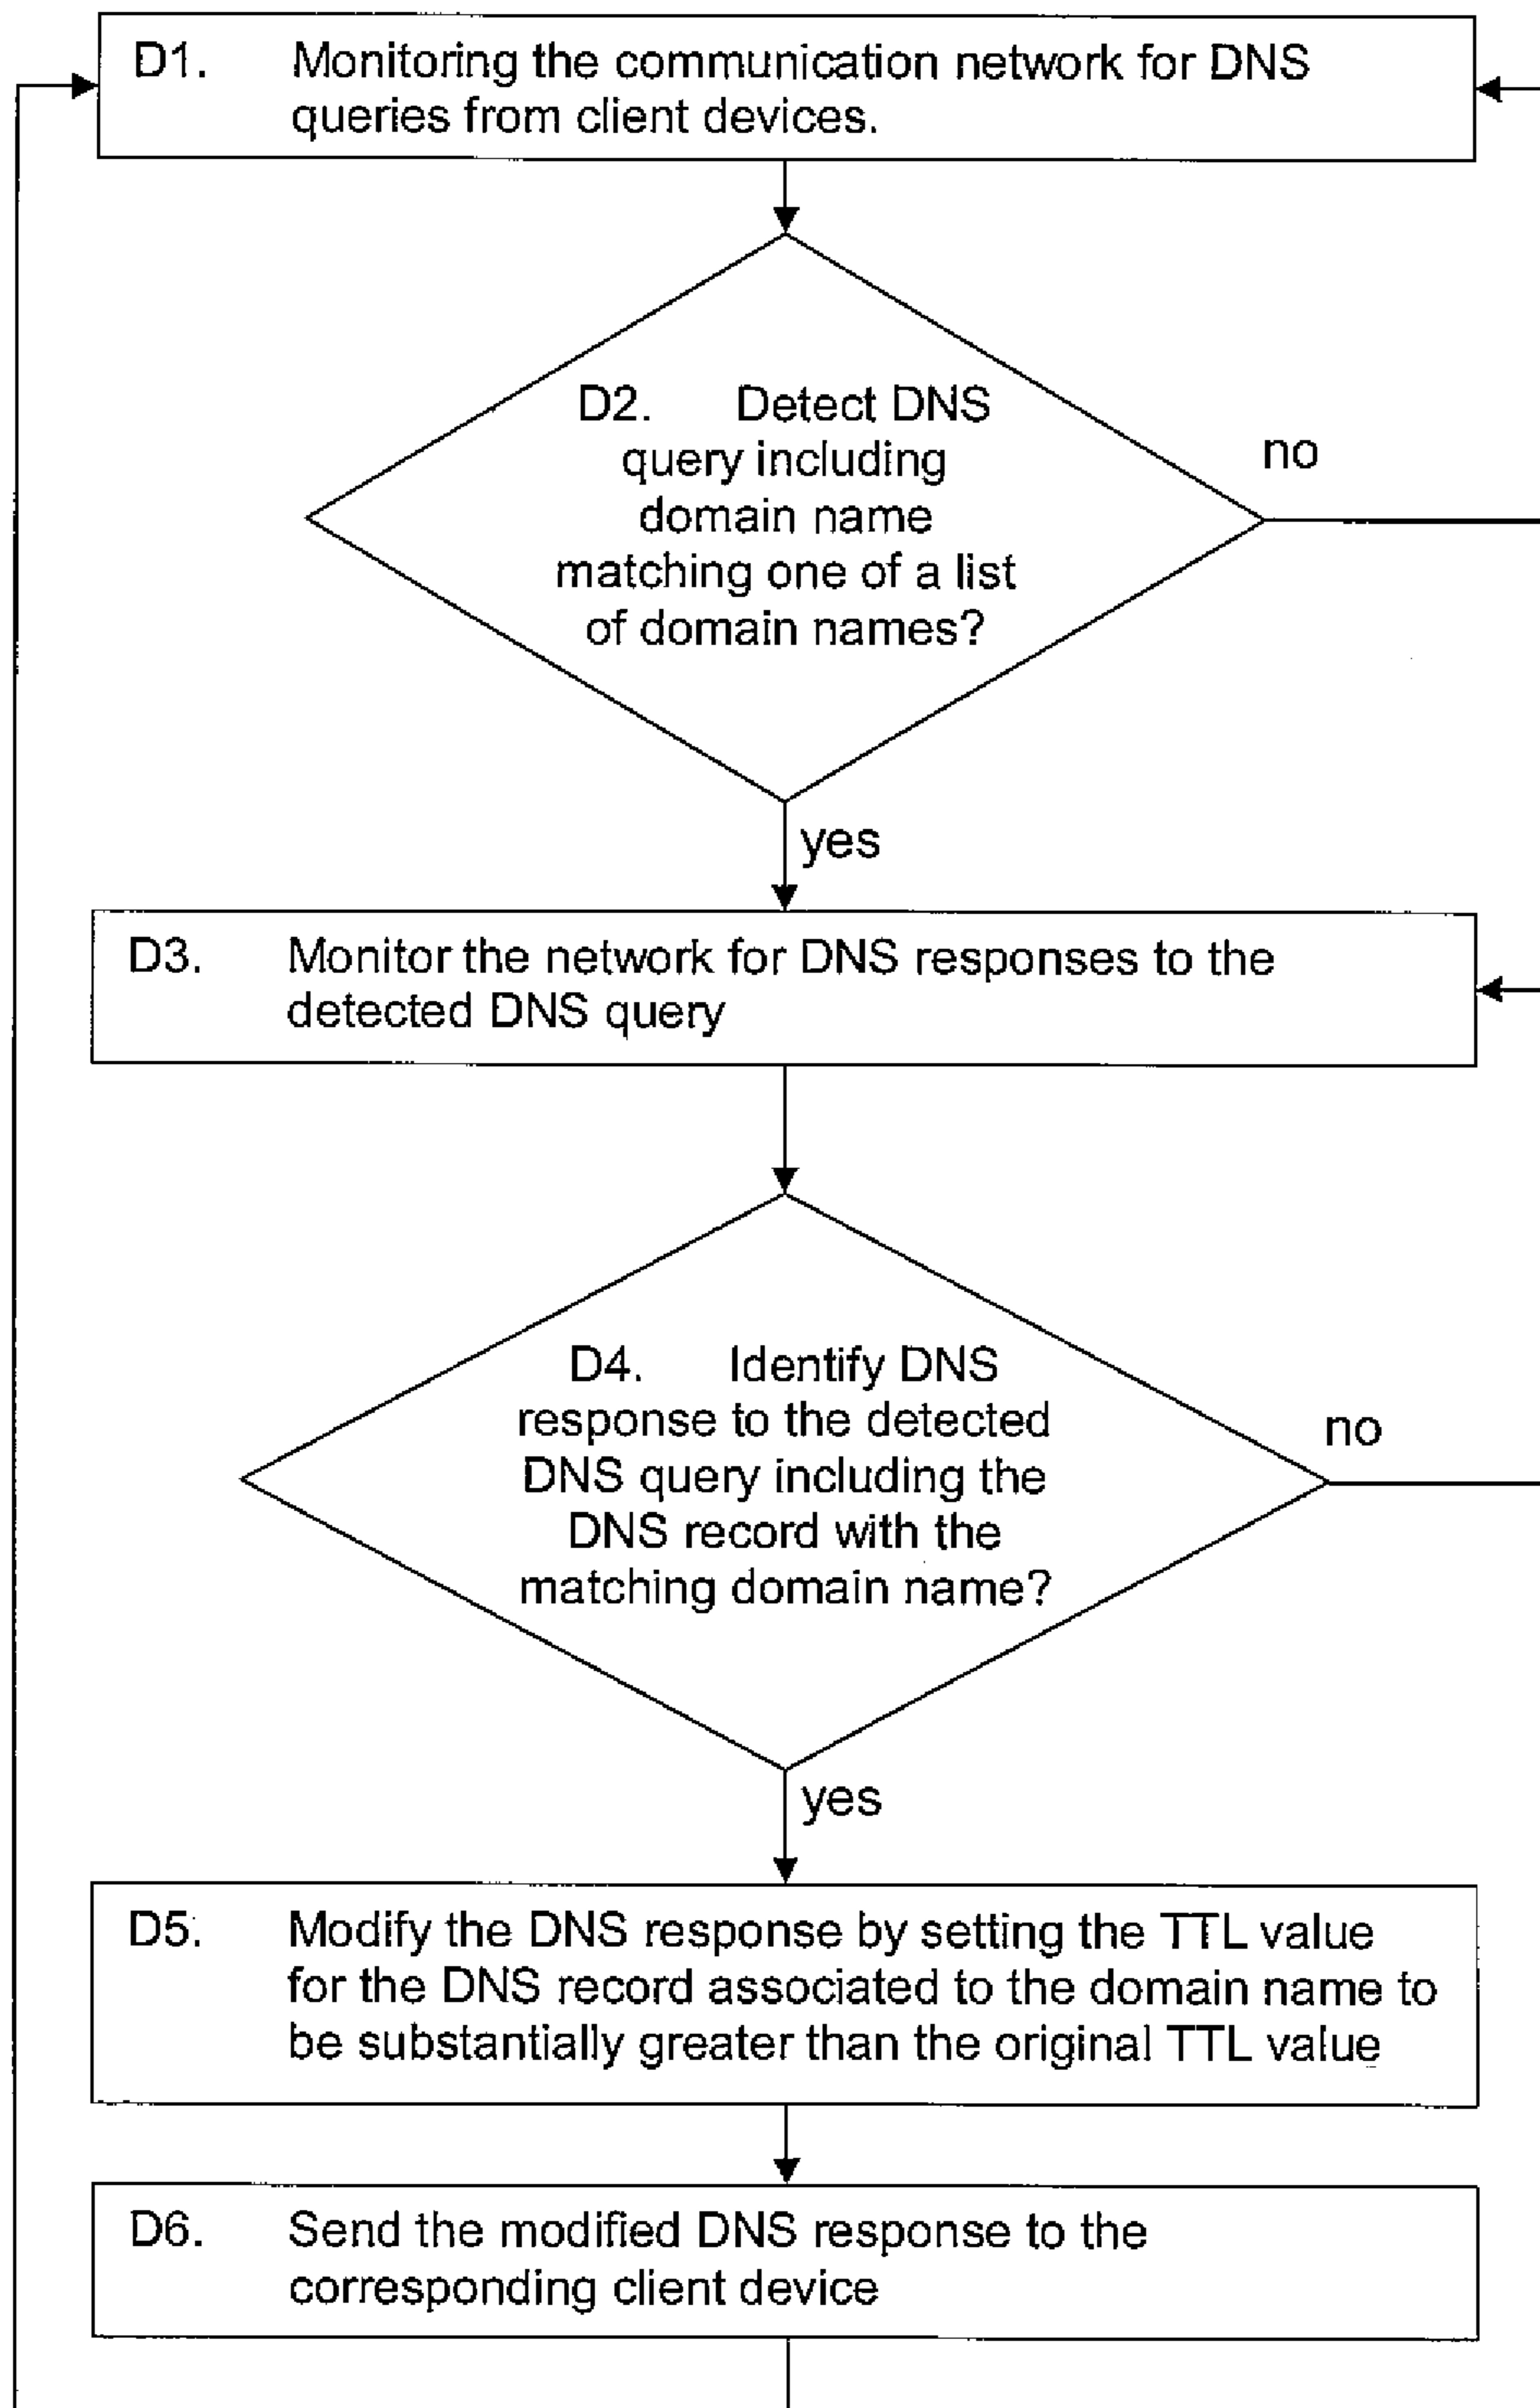 D1. Monitoring the communication network for DNS
queries from client devices.
D2. Detect DNS
query including
domain name
matching one of a list
of domain names?
no
yes
D3. Monitor the network for DNS responses to the
detected DNS query
D4. Identify DNS
response to the detected
DNS query including the
DNS record with the
matching domain name?
no
yes
D5. Modify the DNS response by setting the TTL value
for the DNS record associated to the domain name to
be substantially greater than the original TTL value
D6. Send the modified DNS response to the
corresponding client device